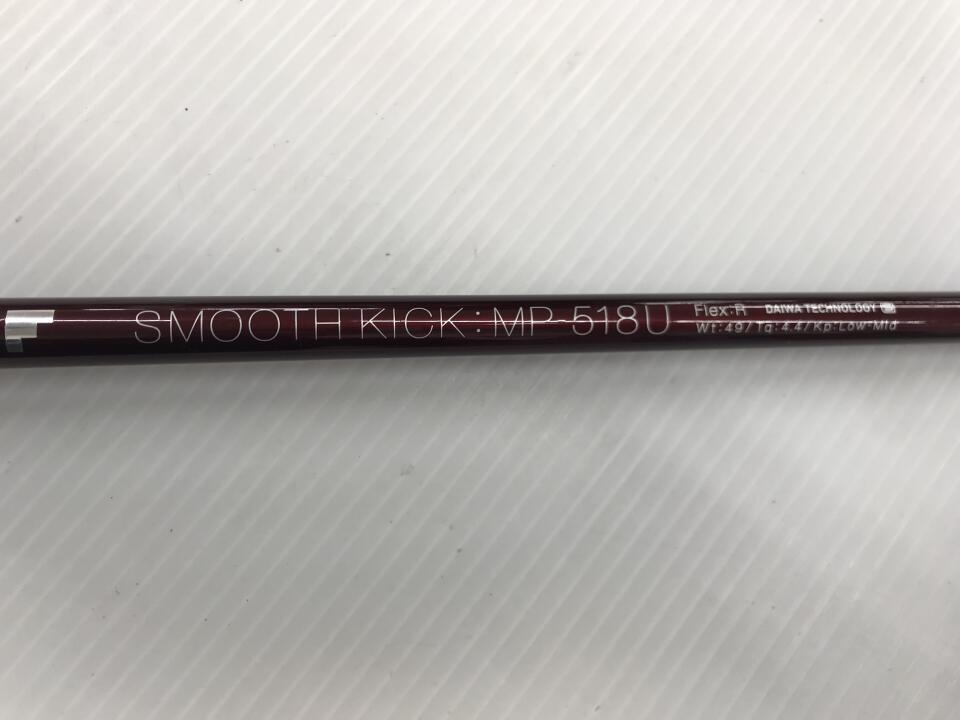 SMOOTH KICK: MP-518U
Flex:R DAIWA TECHNOLOGY
Wt:49/Tq:4.4/Kp:Low-Mid